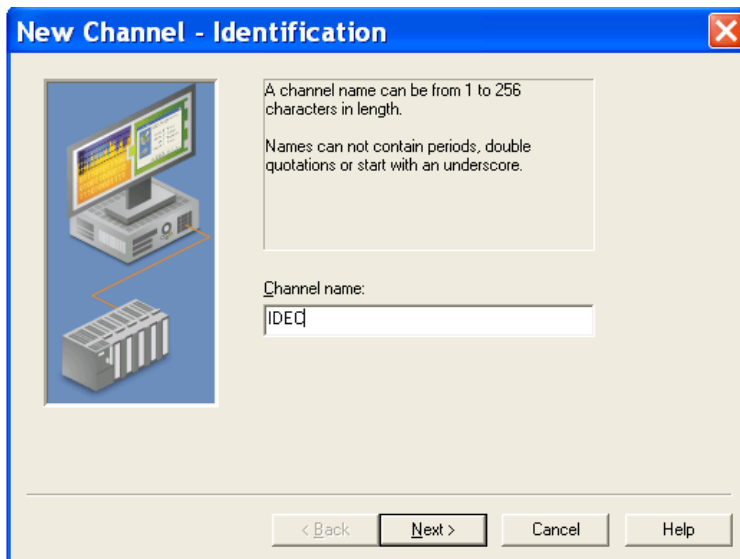 New Channel - Identification
A channel name can be from 1 to 256
characters in length.
Names can not contain periods, double
quotations or start with an underscore.
Channel name:
IDEC
< Back
Next >
Cancel
Help